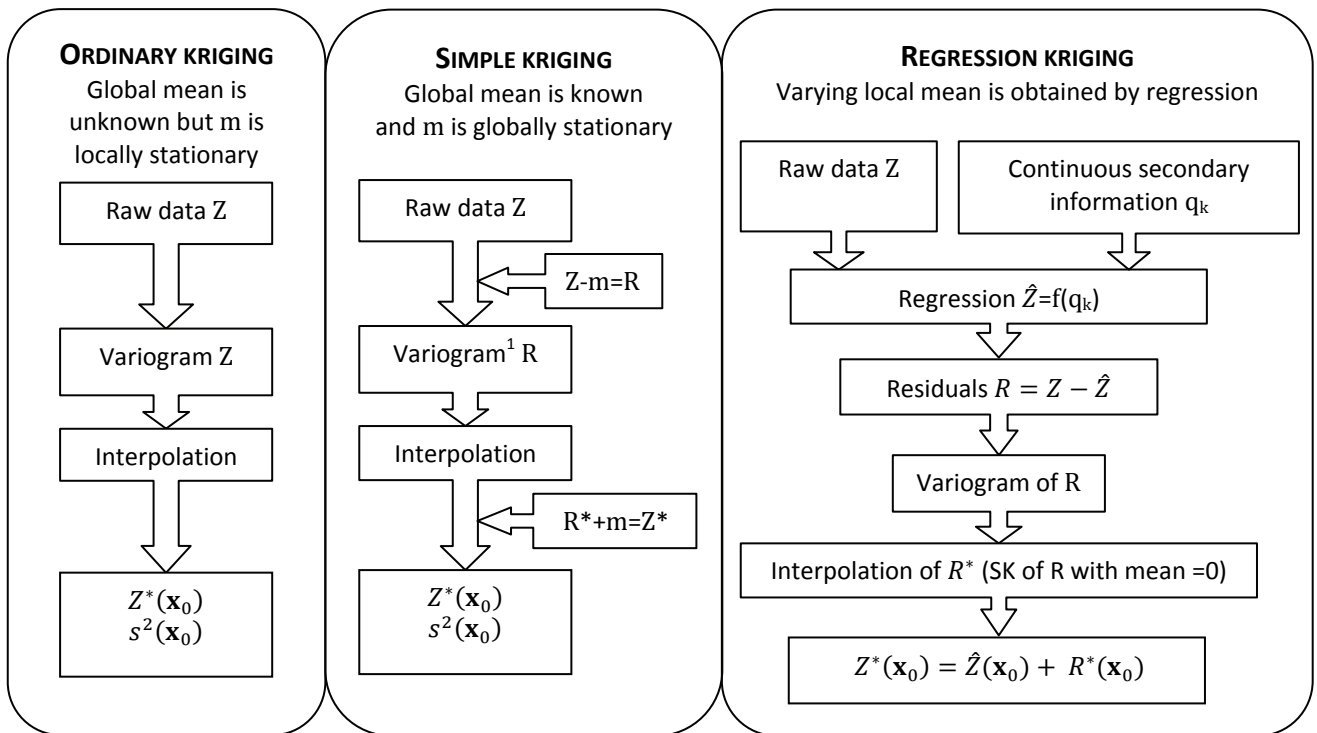 ORDINARY KRIGING
Global mean is
unknown but m is
locally stationary
Raw data Z
Variogram Z
Interpolation
Z*(x₀)
s²(x₀)
SIMPLE KRIGING
Global mean is known
and m is globally stationary
Raw data Z
Z-m=R
Variogram¹ R
Interpolation
R*+m=Z*
Z*(x₀)
s²(x₀)
REGRESSION KRIGING
Varying local mean is obtained by regression
Raw data Z
Continuous secondary
information qₖ
Regression Ẑ=f(qₖ)
Residuals R = Z − Ẑ
Variogram of R
Interpolation of R* (SK of R with mean =0)
Z*(x₀) = Ẑ(x₀) + R*(x₀)